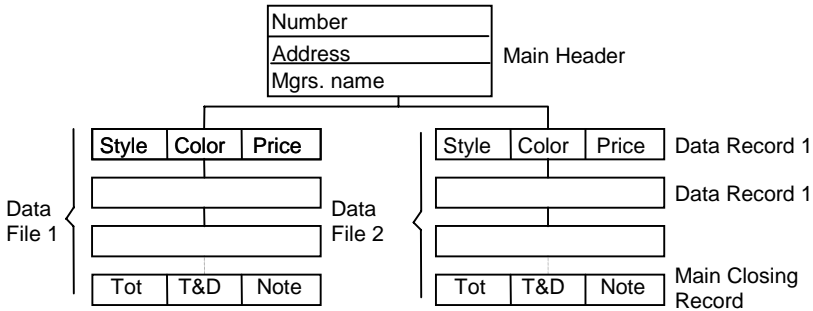 Number
Address
Mgrs. name
Main Header
Style Color Price
Style Color Price
Data Record 1
Data Record 1
Data
File 1
Data
File 2
Tot T&D Note
Tot T&D Note
Main Closing
Record